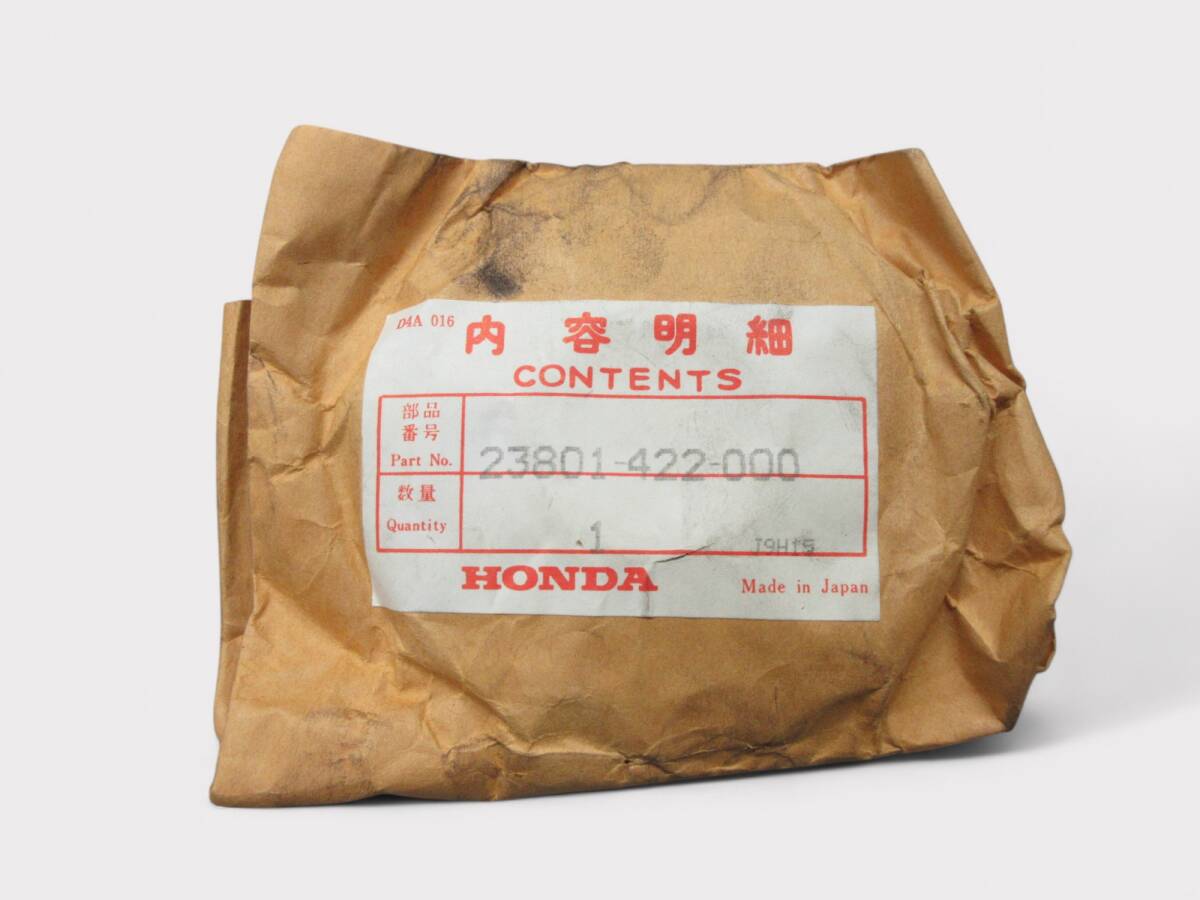 D4A 016
内容明細
CONTENTS
部品
番号
Part No.
23801-422-000
数量
Quantity
1
HONDA
Made in Japan